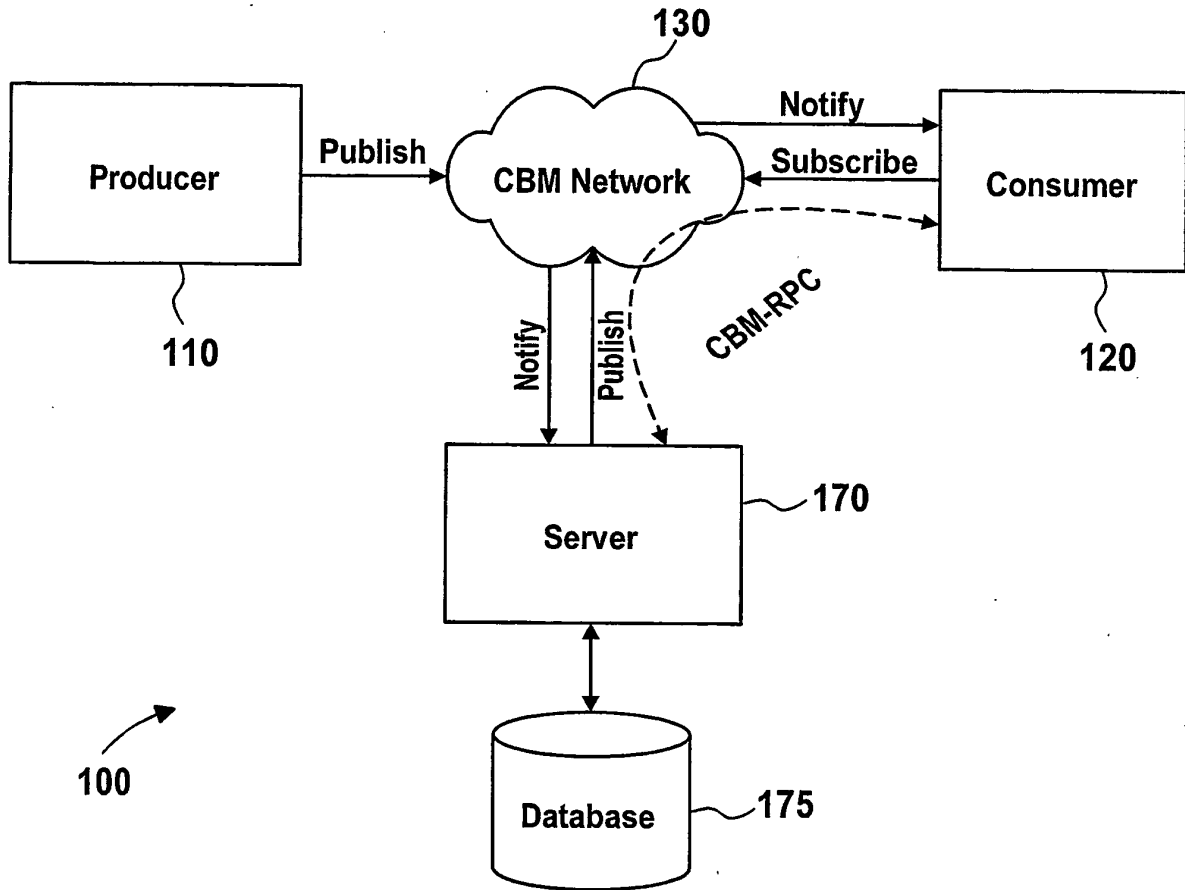 130
Notify
Producer
Publish
CBM Network
Subscribe
Consumer
110
Notify
Publish
CBM-RPC
120
170
Server
100
Database
175